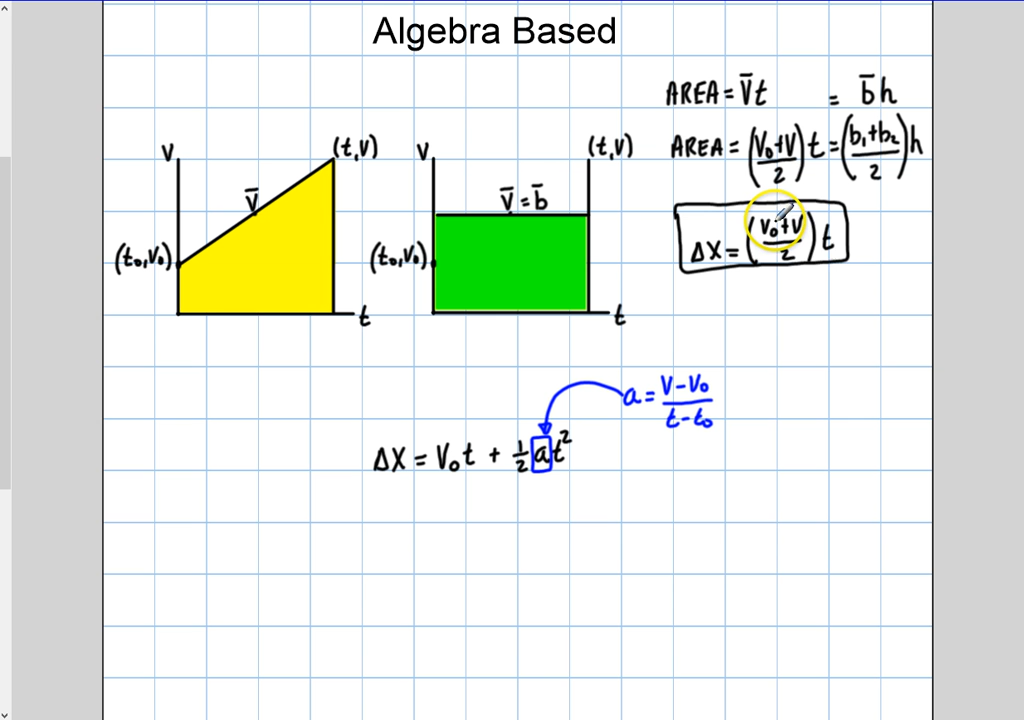 Algebra Based
AREA = V̅t = b̅h
AREA = (V₀+V/2)t = (b₁+b₂/2)h
ΔX = (V₀+V/2)t
V
(t,V)
V̅
(t₀,V₀)
t
V
(t,V)
V̅ = b̅
(t₀,V₀)
t
a = V-V₀/t-t₀
ΔX = V₀t + ½at²